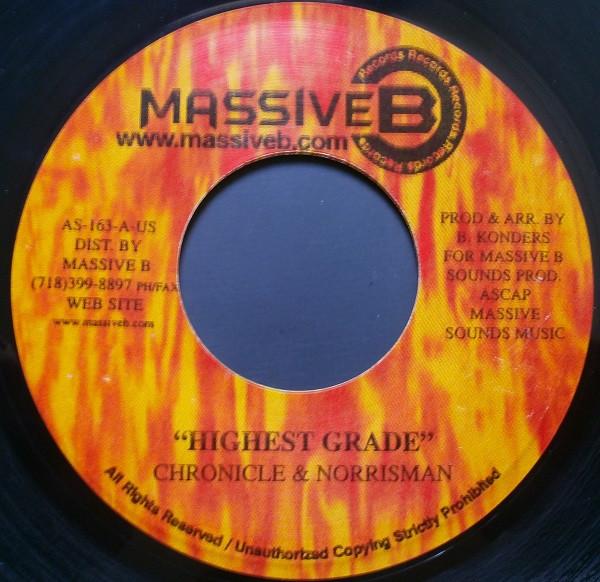 Records Records Records Records Records
MASSIVE B
www.massiveb.com
AS-163-A-US
DIST. BY
MASSIVE B
(718)399-8897 PH/FAX
WEB SITE
www.massiveb.com
PROD & ARR. BY
B. KONDERS
FOR MASSIVE B
SOUNDS PROD.
ASCAP
MASSIVE
SOUNDS MUSIC
“HIGHEST GRADE”
CHRONICLE & NORRISMAN
All Rights Reserved / Unauthorized Copying Strictly Prohibited